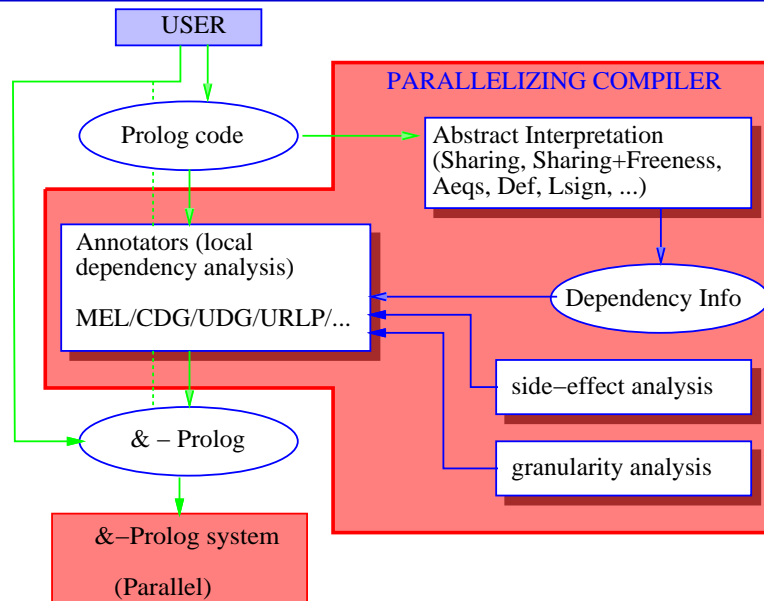 USER
PARALLELIZING COMPILER
Prolog code
Abstract Interpretation
(Sharing, Sharing+Freeness,
Aeqs, Def, Lsign, ...)
Annotators (local
dependency analysis)
MEL/CDG/UDG/URLP/...
Dependency Info
side−effect analysis
& − Prolog
granularity analysis
&−Prolog system
(Parallel)